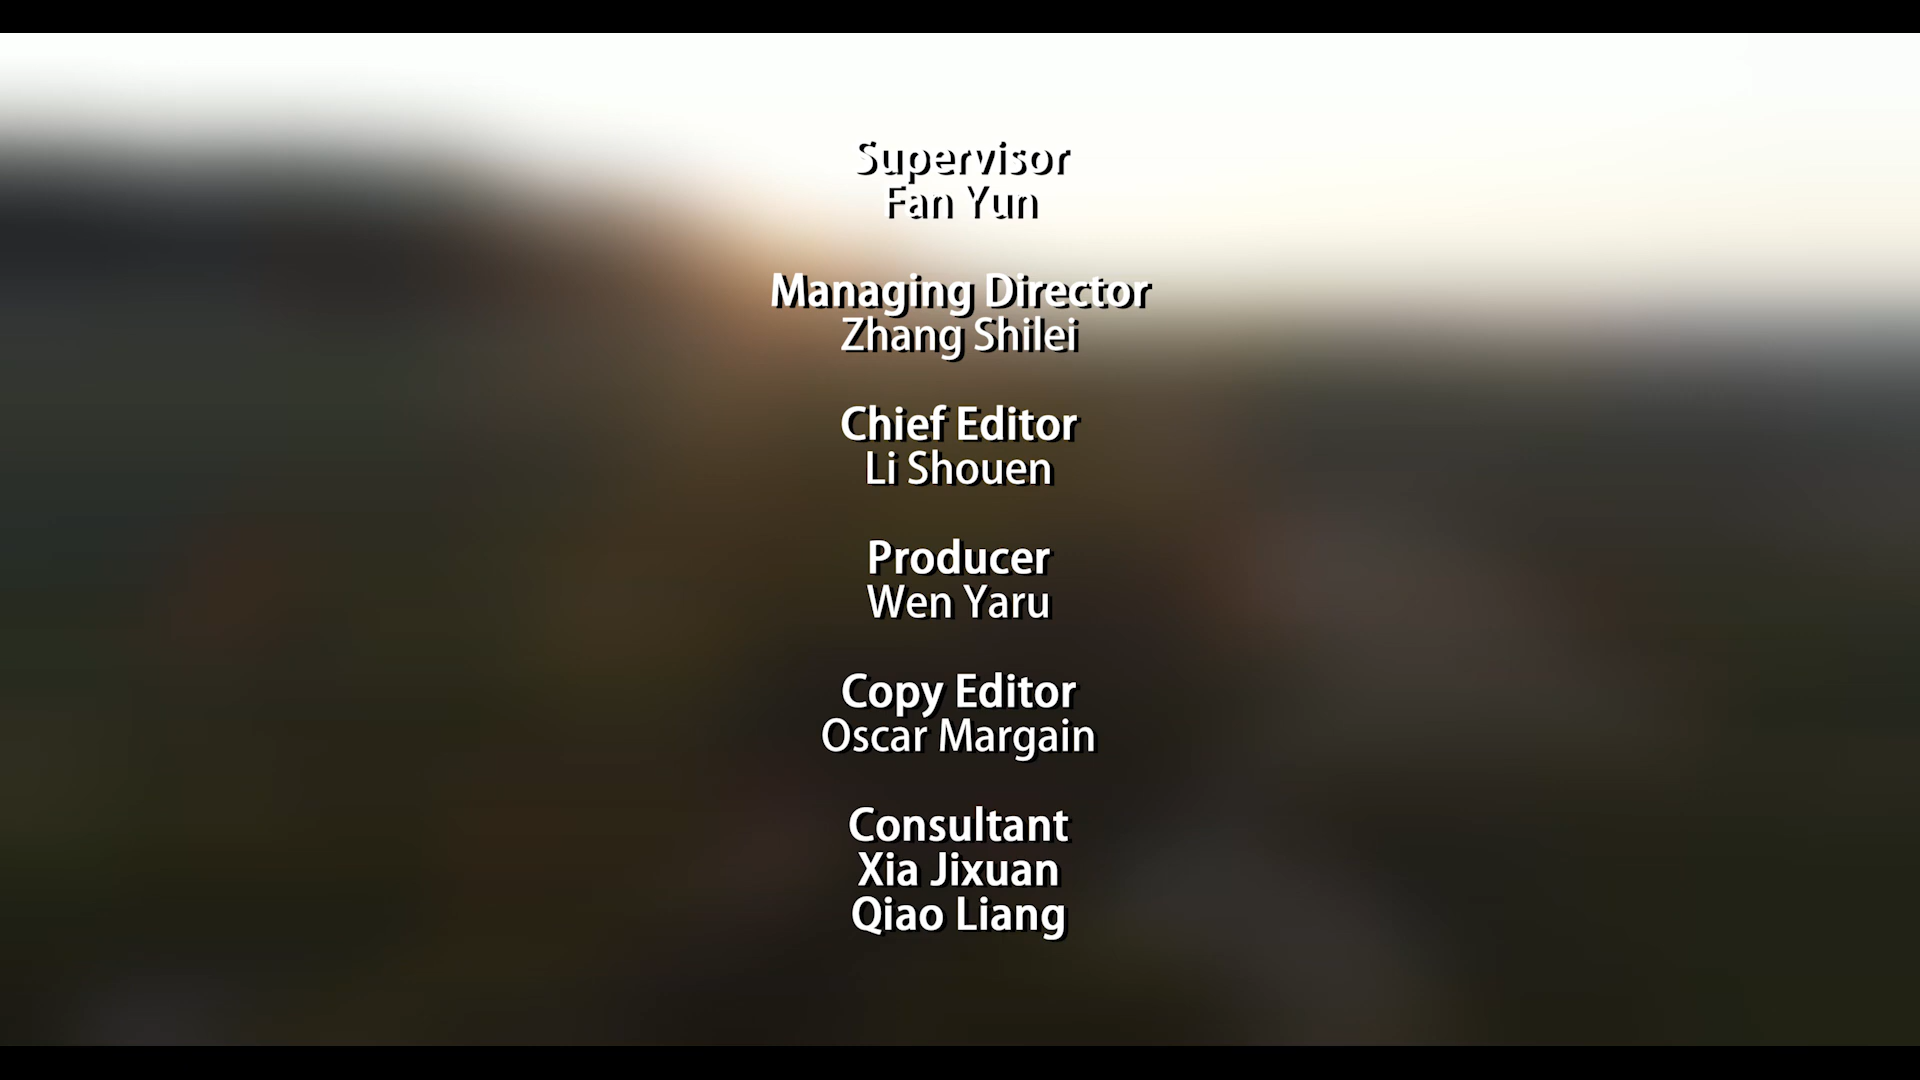 Supervisor
Fan Yun
Managing Director
Zhang Shilei
Chief Editor
Li Shouen
Producer
Wen Yaru
Copy Editor
Oscar Margain
Consultant
Xia Jixuan
Qiao Liang